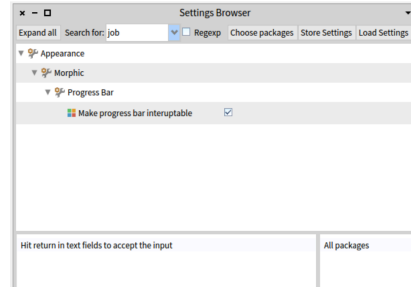 Settings Browser
Expand all Search for: job Regexp Choose packages Store Settings Load Settings
Appearance
Morphic
Progress Bar
Make progress bar interuptable
Hit return in text fields to accept the input All packages